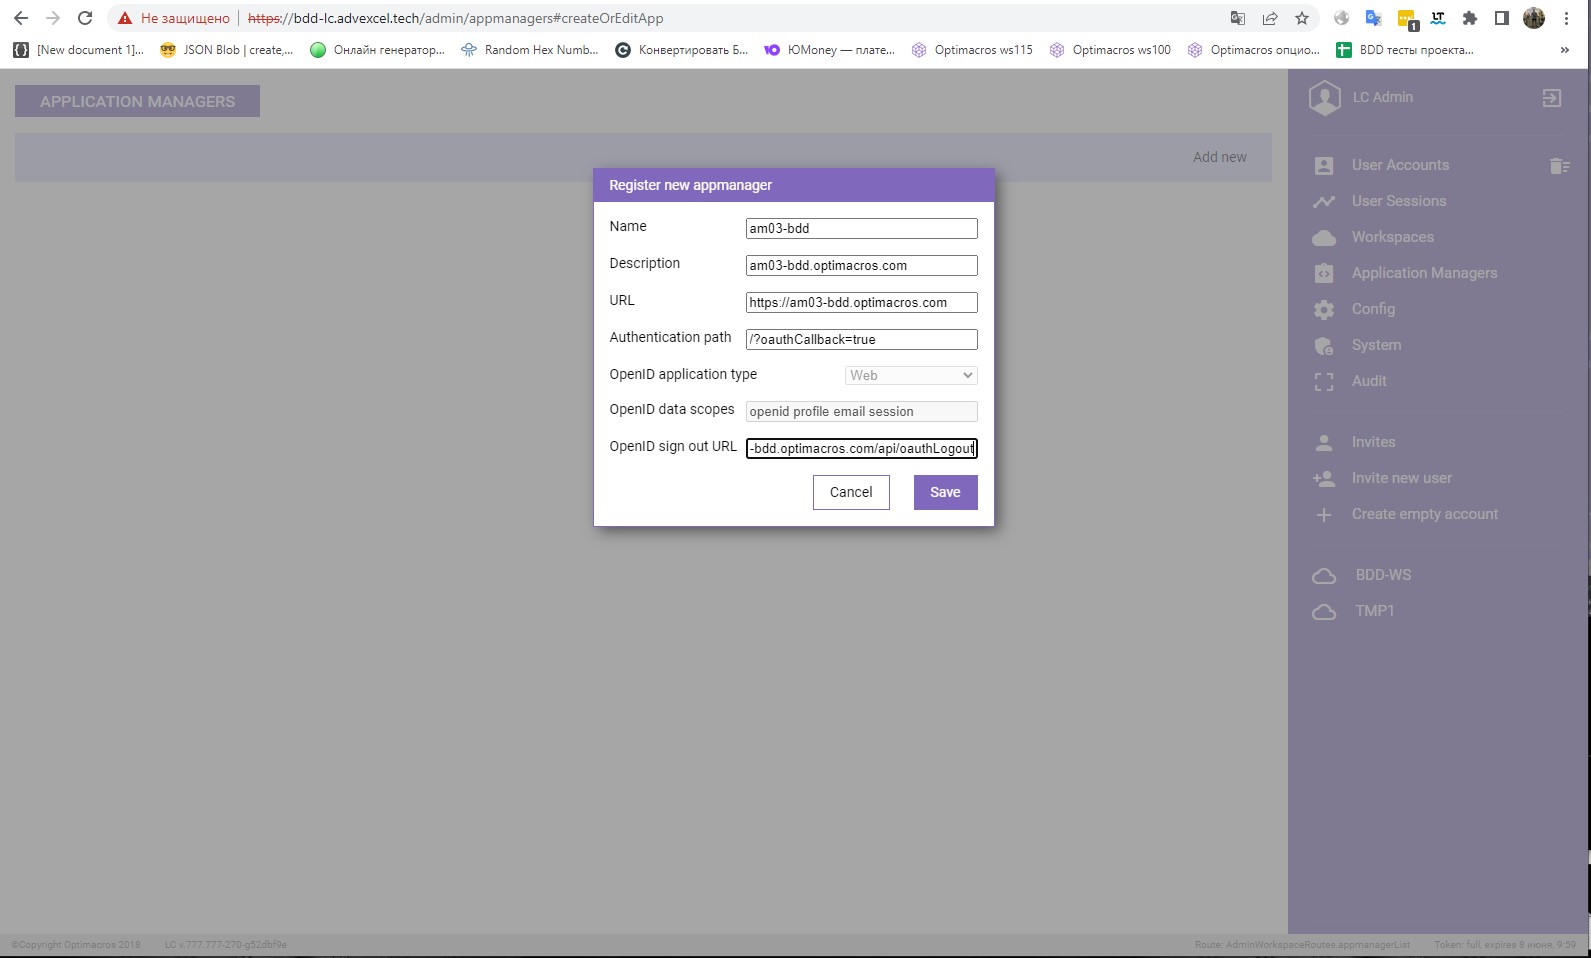 Не защищено | https://bdd-lc.advexcel.tech/admin/appmanagers#createOrEditApp
1
[New document 1]... JSON Blob | create,... Онлайн генератор... Random Hex Numb... Конвертировать Б... ЮMoney — плате... Optimacros ws115 Optimacros ws100 Optimacros опцио... BDD тесты проекта... »
APPLICATION MANAGERS
Add new
Register new appmanager
Name am03-bdd
Description am03-bdd.optimacros.com
URL https://am03-bdd.optimacros.com
Authentication path /?oauthCallback=true
OpenID application type Web
OpenID data scopes openid profile email session
OpenID sign out URL -bdd.optimacros.com/api/oauthLogout
Cancel Save
LC Admin
User Accounts
User Sessions
Workspaces
Application Managers
Config
System
Audit
Invites
Invite new user
Create empty account
BDD-WS
TMP1
©Copyright Optimacros 2018 LC v.777.777-270-g52dbf9e Route: AdminWorkspaceRoutes.appmanagerList Token: full, expires 8 июня, 9:59